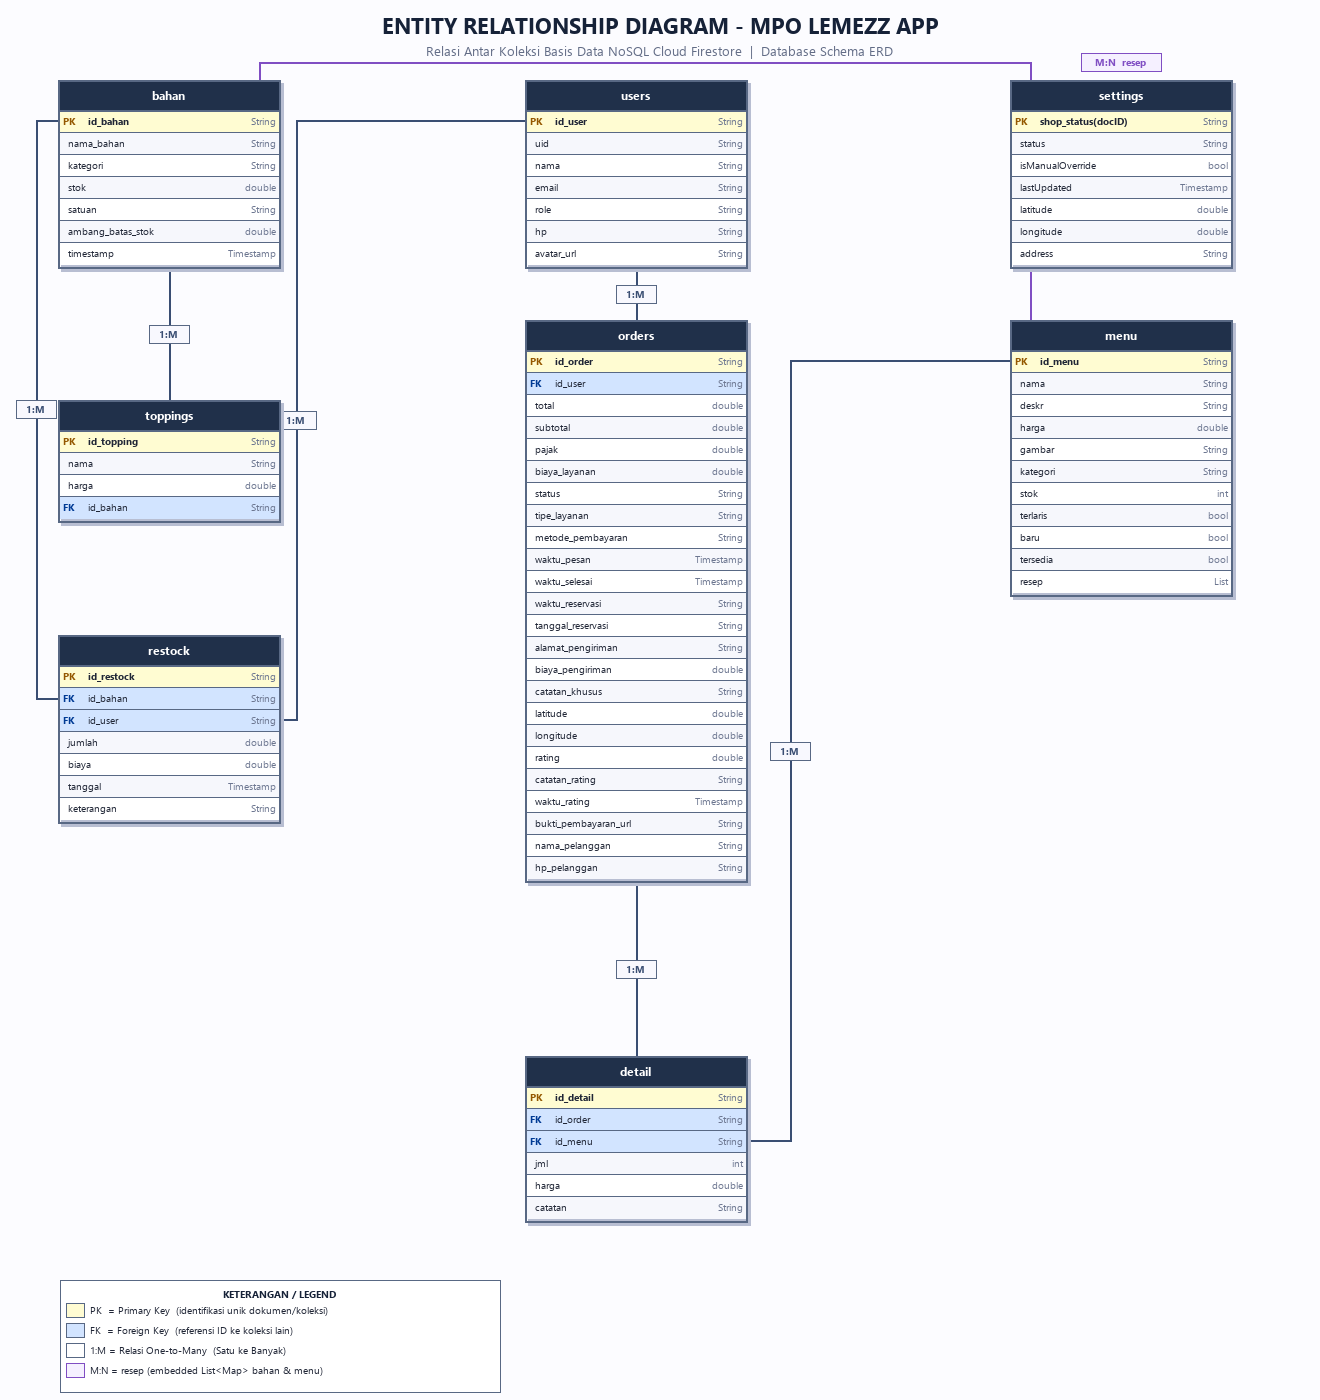 ENTITY RELATIONSHIP DIAGRAM - MPO LEMEZZ APP
Relasi Antar Koleksi Basis Data NoSQL Cloud Firestore | Database Schema ERD
M:N resep
bahan
PK id_bahan String
nama_bahan String
kategori String
stok double
satuan String
ambang_batas_stok double
timestamp Timestamp
users
PK id_user String
uid String
nama String
email String
role String
hp String
avatar_url String
settings
PK shop_status(docID) String
status String
isManualOverride bool
lastUpdated Timestamp
latitude double
longitude double
address String
1:M
1:M
1:M
1:M
toppings
PK id_topping String
nama String
harga double
FK id_bahan String
orders
PK id_order String
FK id_user String
total double
subtotal double
pajak double
biaya_layanan double
status String
tipe_layanan String
metode_pembayaran String
waktu_pesan Timestamp
waktu_selesai Timestamp
waktu_reservasi String
tanggal_reservasi String
alamat_pengiriman String
biaya_pengiriman double
catatan_khusus String
latitude double
longitude double
rating double
catatan_rating String
waktu_rating Timestamp
bukti_pembayaran_url String
nama_pelanggan String
hp_pelanggan String
menu
PK id_menu String
nama String
deskr String
harga double
gambar String
kategori String
stok int
terlaris bool
baru bool
tersedia bool
resep List
restock
PK id_restock String
FK id_bahan String
FK id_user String
jumlah double
biaya double
tanggal Timestamp
keterangan String
1:M
1:M
detail
PK id_detail String
FK id_order String
FK id_menu String
jml int
harga double
catatan String
KETERANGAN / LEGEND
PK = Primary Key (identifikasi unik dokumen/koleksi)
FK = Foreign Key (referensi ID ke koleksi lain)
1:M = Relasi One-to-Many (Satu ke Banyak)
M:N = resep (embedded List<Map> bahan & menu)